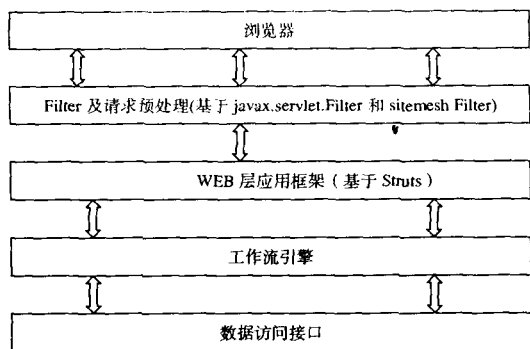 浏览器
Filter 及请求预处理(基于 javax.servlet.Filter 和 sitemesh Filter)
WEB 层应用框架(基于 Struts)
工作流引擎
数据访问接口